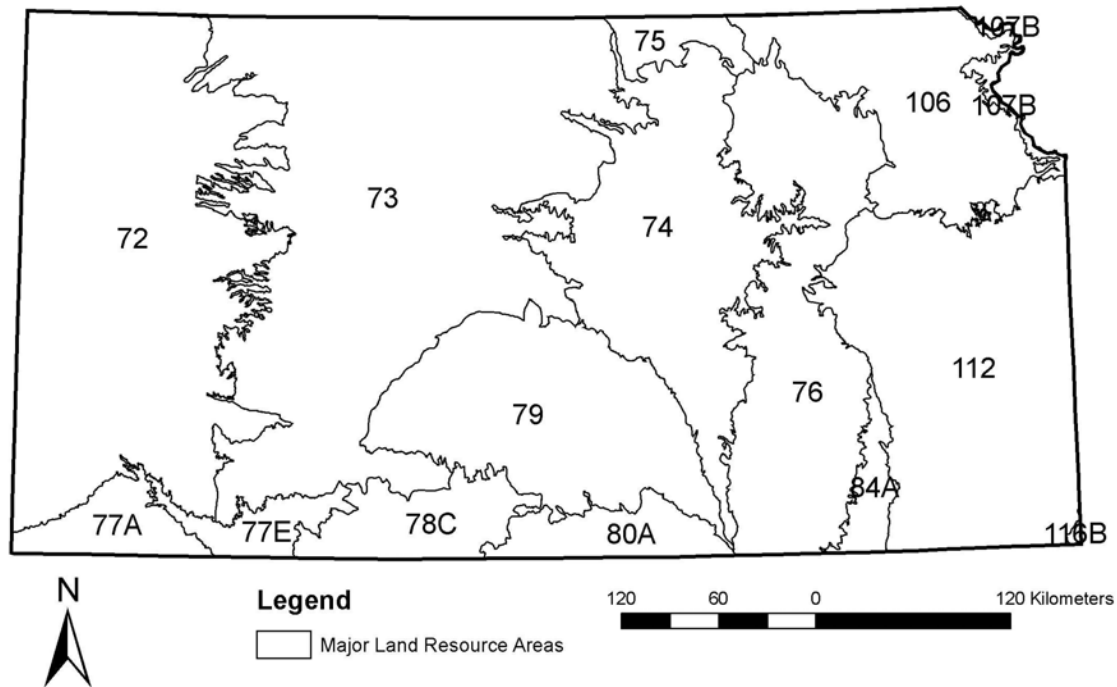 107B
75
106
107B
73
72
74
112
76
79
84A
77A
77E
78C
80A
116B
N
Legend
Major Land Resource Areas
120 60 0 120 Kilometers